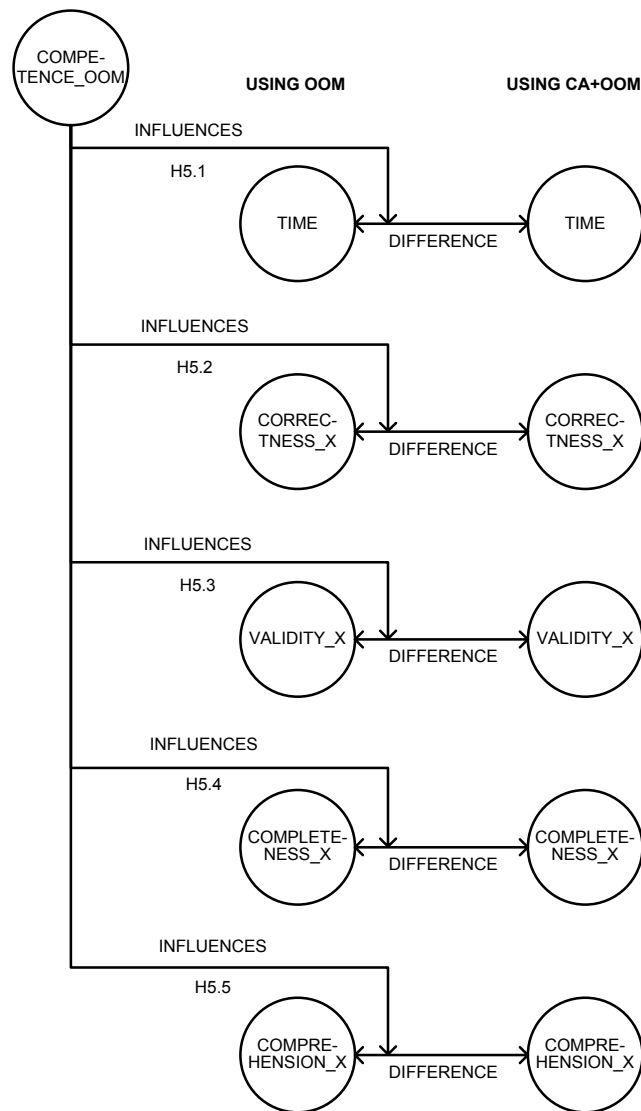 COMPE-
TENCE_OOM
USING OOM
USING CA+OOM
INFLUENCES
H5.1
TIME
DIFFERENCE
TIME
INFLUENCES
H5.2
CORREC-
TNESS_X
DIFFERENCE
CORREC-
TNESS_X
INFLUENCES
H5.3
VALIDITY_X
DIFFERENCE
VALIDITY_X
INFLUENCES
H5.4
COMPLETE-
NESS_X
DIFFERENCE
COMPLETE-
NESS_X
INFLUENCES
H5.5
COMPRE-
HENSION_X
DIFFERENCE
COMPRE-
HENSION_X